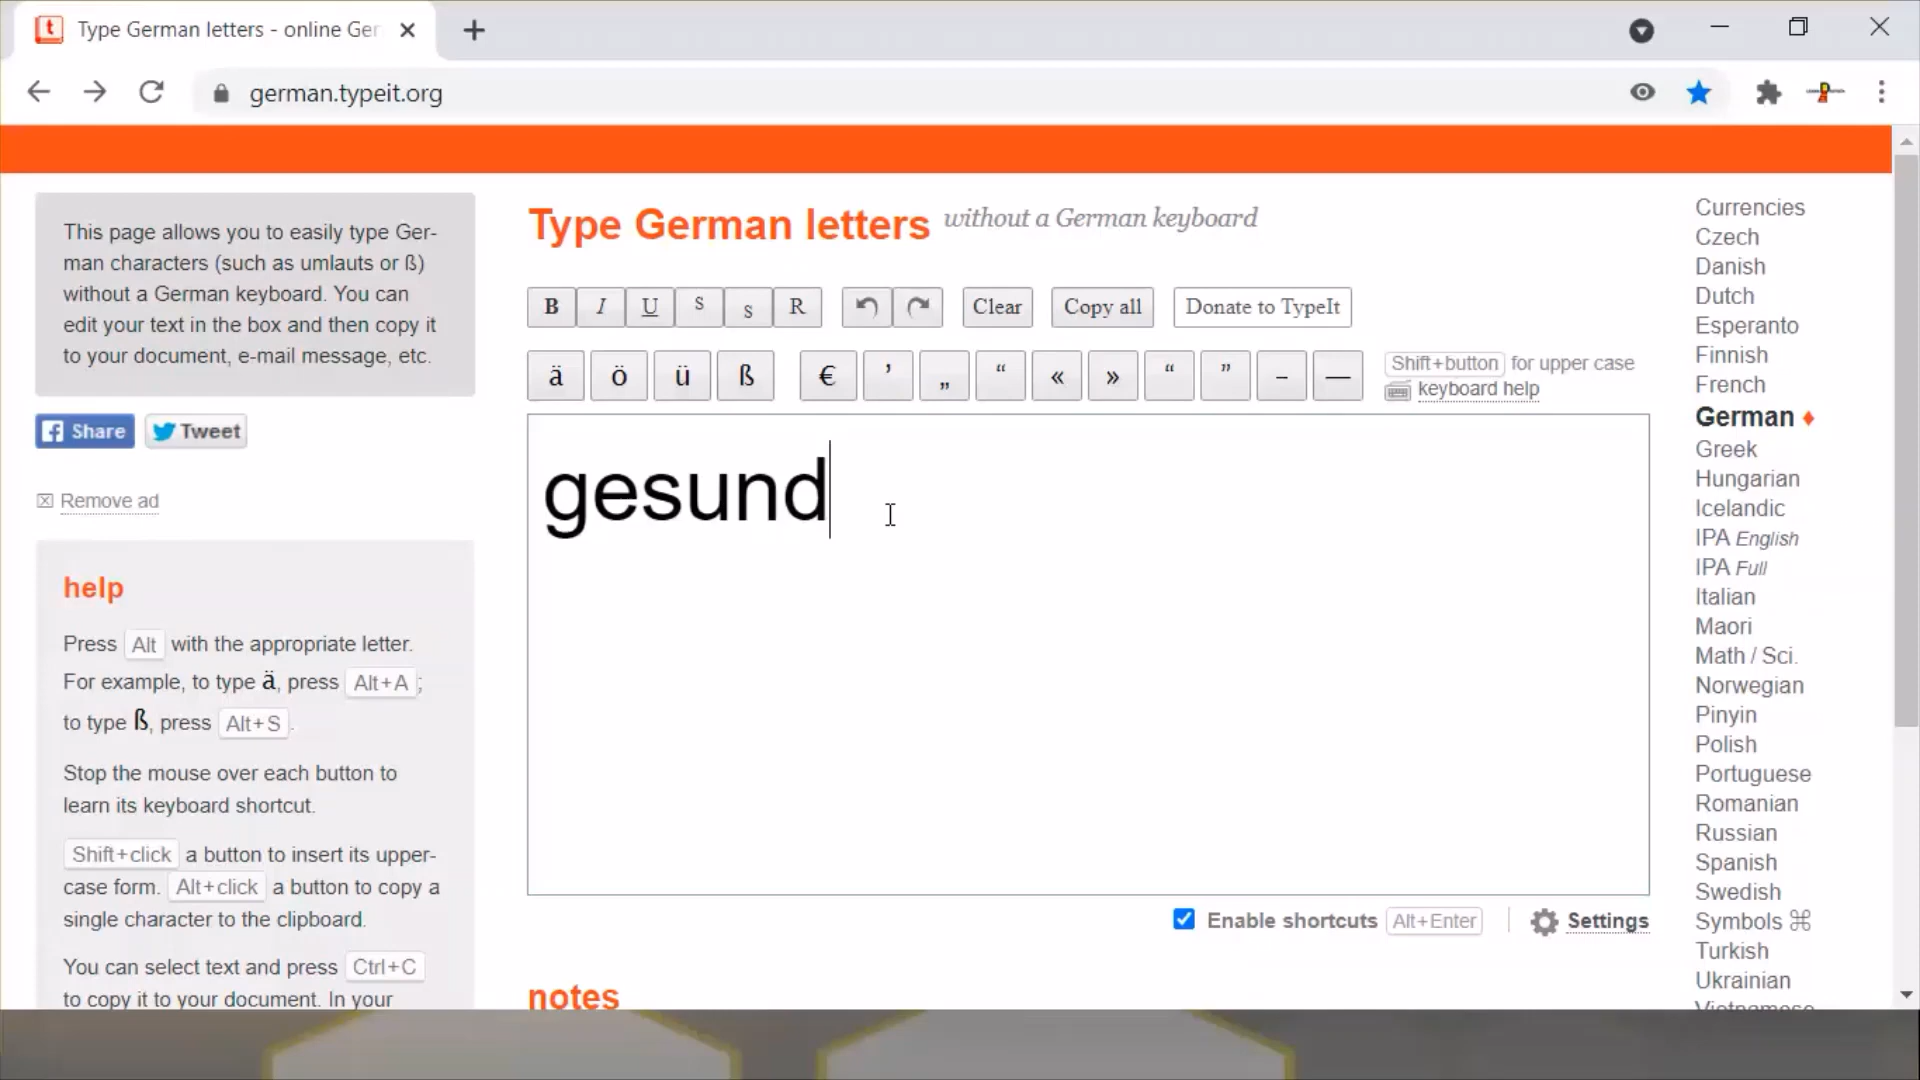 Type German letters - online Ger
german.typeit.org
This page allows you to easily type Ger-
man characters (such as umlauts or ß)
without a German keyboard. You can
edit your text in the box and then copy it
to your document, e-mail message, etc.
Share Tweet
Remove ad
help
Press Alt with the appropriate letter.
For example, to type ä, press Alt+A;
to type ß, press Alt+S.
Stop the mouse over each button to
learn its keyboard shortcut.
Shift+click a button to insert its upper-
case form. Alt+click a button to copy a
single character to the clipboard.
You can select text and press Ctrl+C
to copy it to your document. In your
Type German letters without a German keyboard
B I U S S R Clear Copy all Donate to TypeIt
ä ö ü ß € ’ „ “ « » “ ” – —
Shift+button for upper case
keyboard help
gesund
Enable shortcuts Alt+Enter Settings
notes
Currencies
Czech
Danish
Dutch
Esperanto
Finnish
French
German
Greek
Hungarian
Icelandic
IPA English
IPA Full
Italian
Maori
Math / Sci.
Norwegian
Pinyin
Polish
Portuguese
Romanian
Russian
Spanish
Swedish
Symbols ⌘
Turkish
Ukrainian
Vietnamese